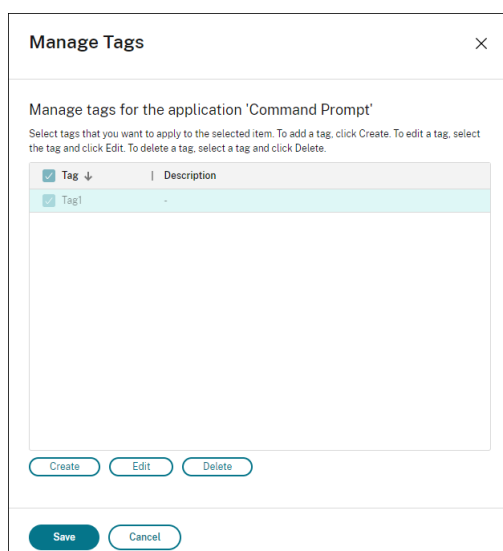 Manage Tags
Manage tags for the application 'Command Prompt'
Select tags that you want to apply to the selected item. To add a tag, click Create. To edit a tag, select
the tag and click Edit. To delete a tag, select a tag and click Delete.
Tag ↓ | Description
Tag1 -
Create Edit Delete
Save Cancel